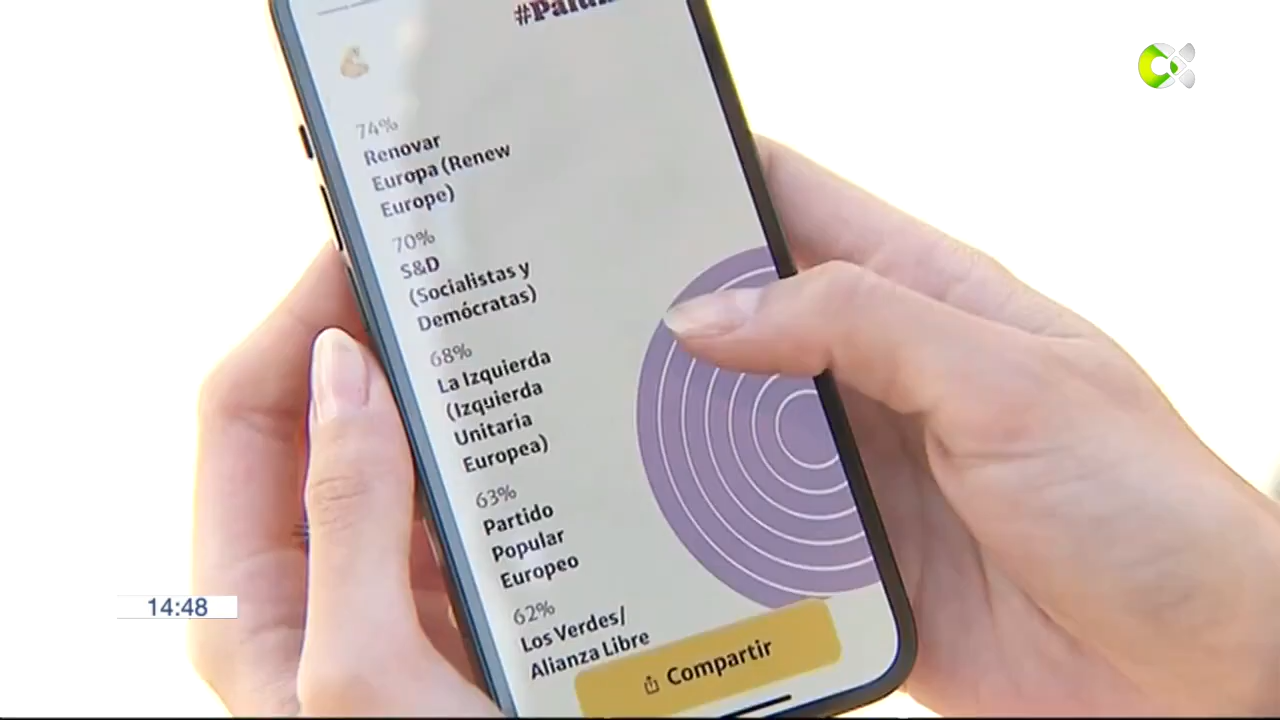 74%
Renovar
Europa (Renew
Europe)
70%
S&D
(Socialistas y
Demócratas)
68%
La Izquierda
(Izquierda
Unitaria
Europea)
63%
Partido
Popular
Europeo
62%
Los Verdes/
Alianza Libre
Compartir
14:48